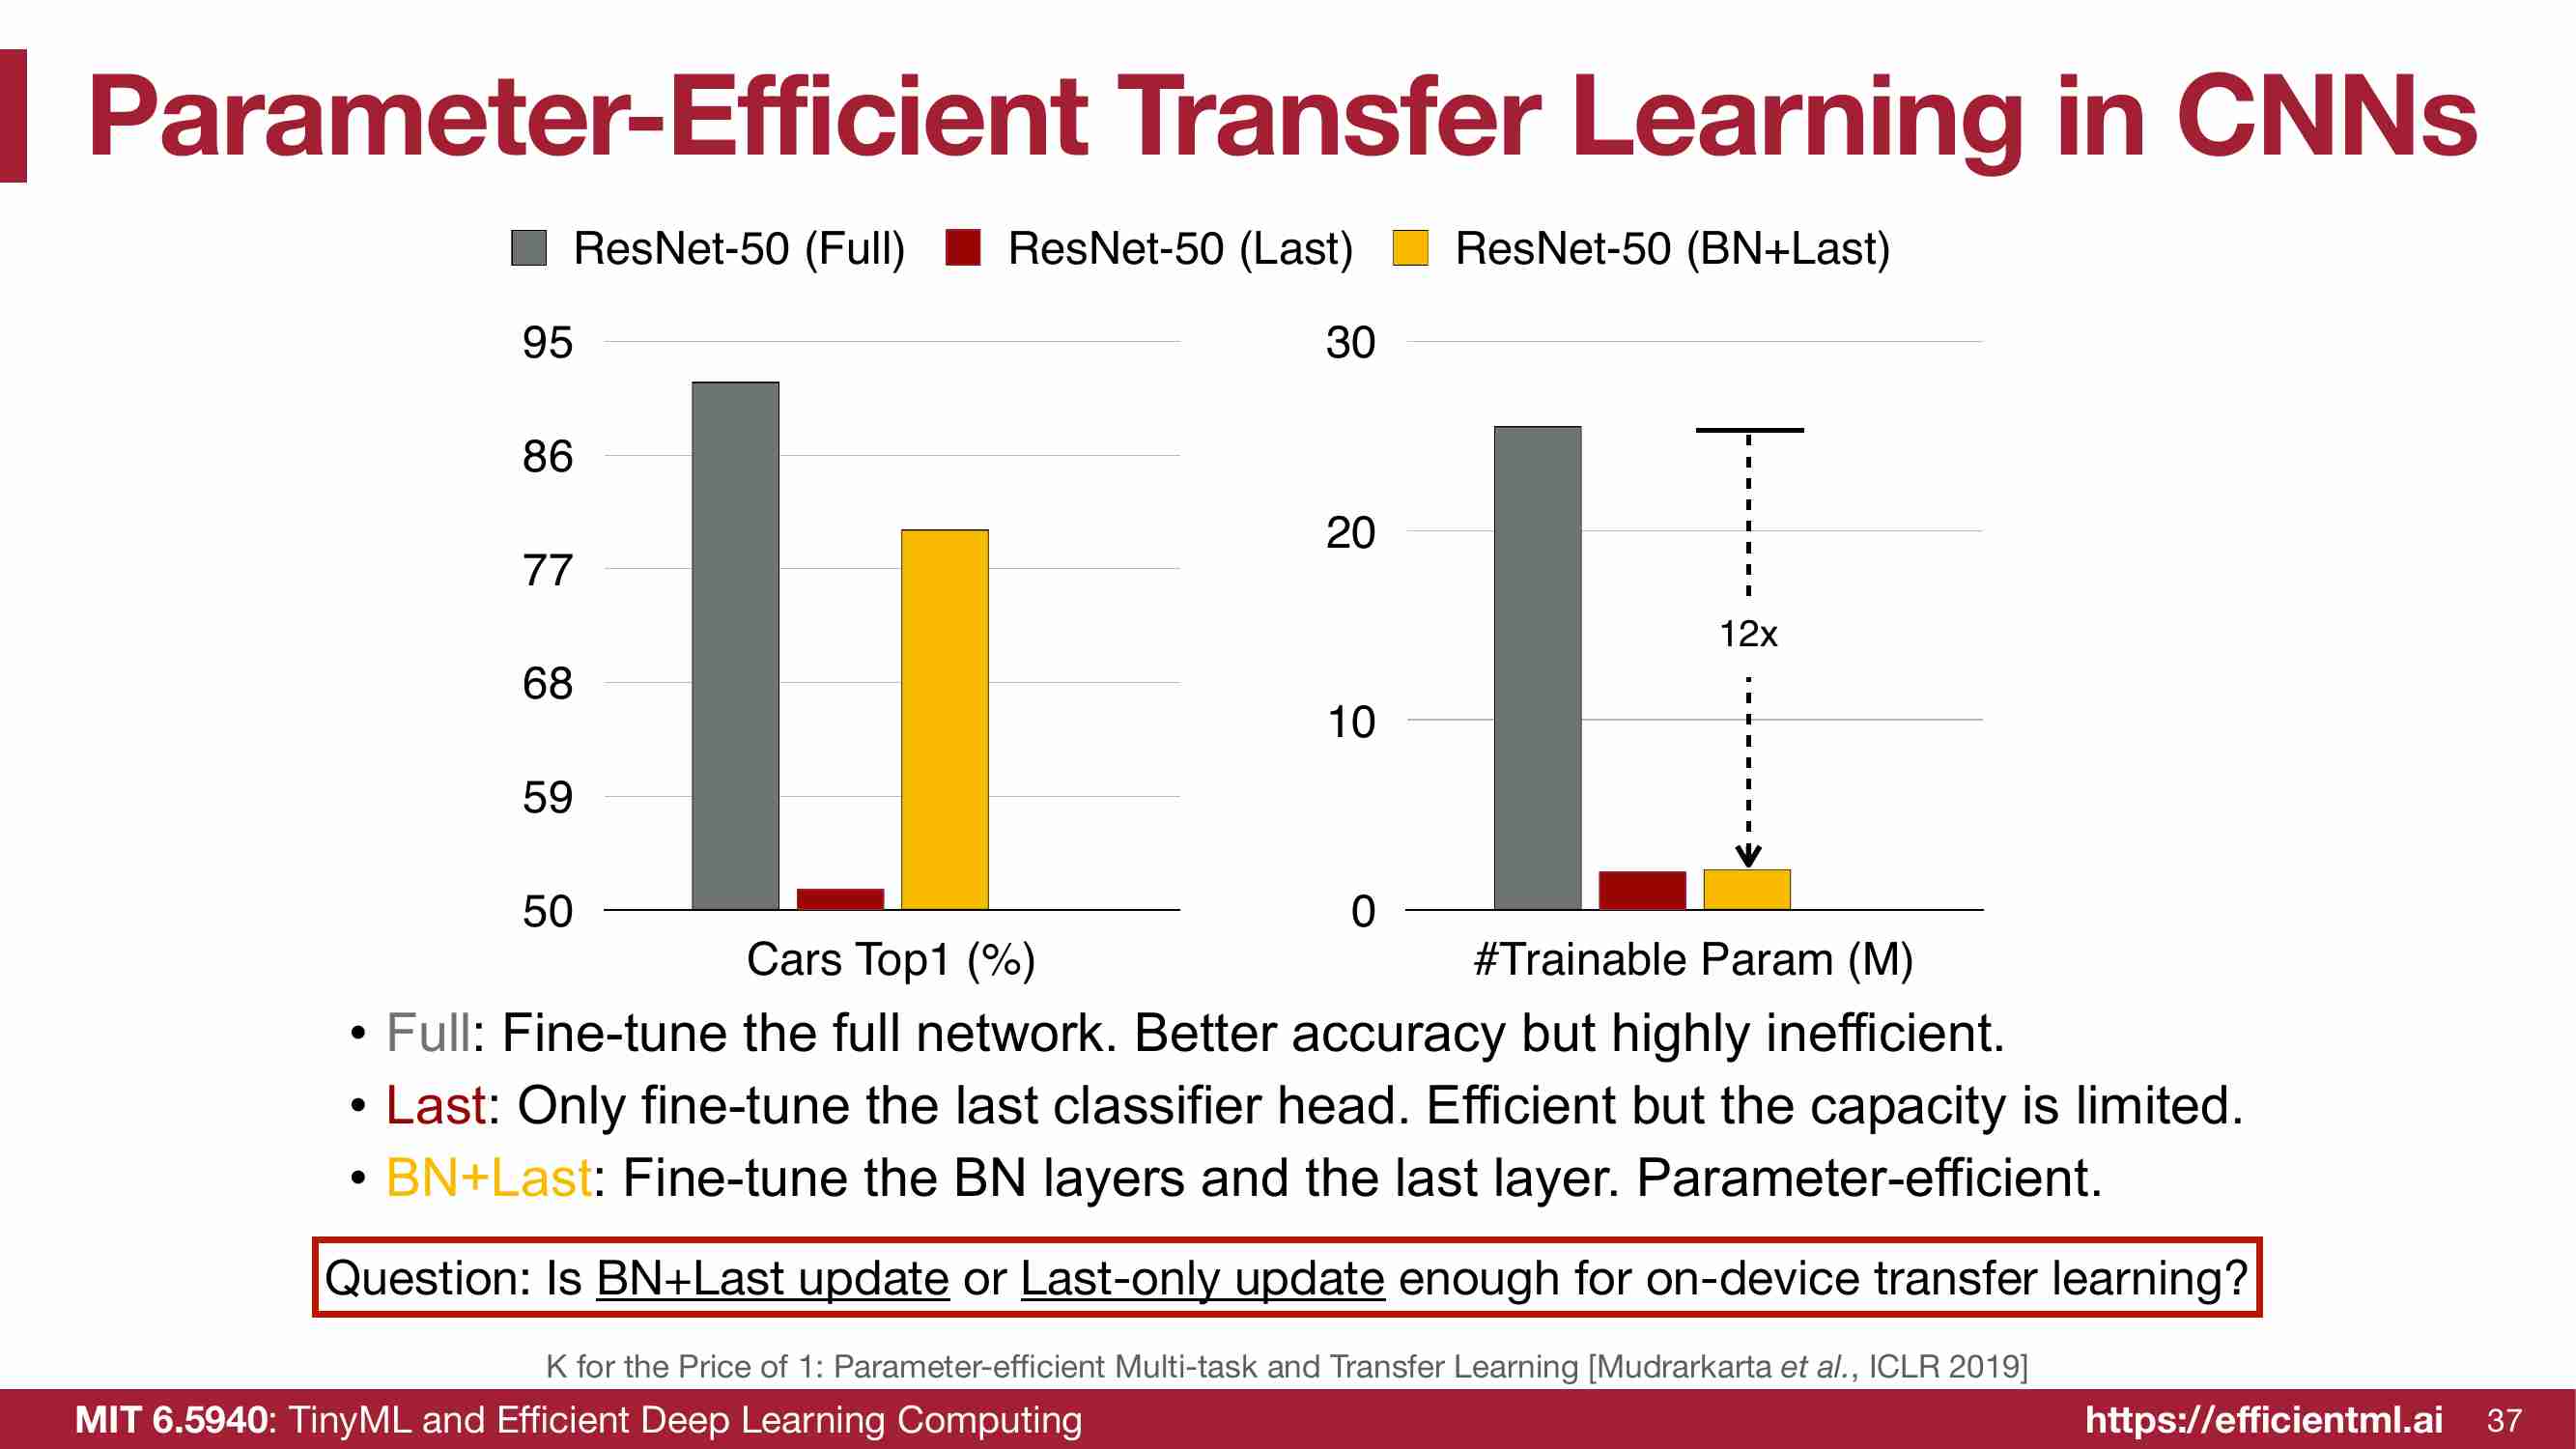 Parameter-Efficient Transfer Learning in CNNs
ResNet-50 (Full) ResNet-50 (Last) ResNet-50 (BN+Last)
95
86
77
68
59
50
Cars Top1 (%)
30
20
10
0
12x
#Trainable Param (M)
• Full: Fine-tune the full network. Better accuracy but highly inefficient.
• Last: Only fine-tune the last classifier head. Efficient but the capacity is limited.
• BN+Last: Fine-tune the BN layers and the last layer. Parameter-efficient.
Question: Is BN+Last update or Last-only update enough for on-device transfer learning?
K for the Price of 1: Parameter-efficient Multi-task and Transfer Learning [Mudrarkarta et al., ICLR 2019]
MIT 6.5940: TinyML and Efficient Deep Learning Computing
https://efficientml.ai 37